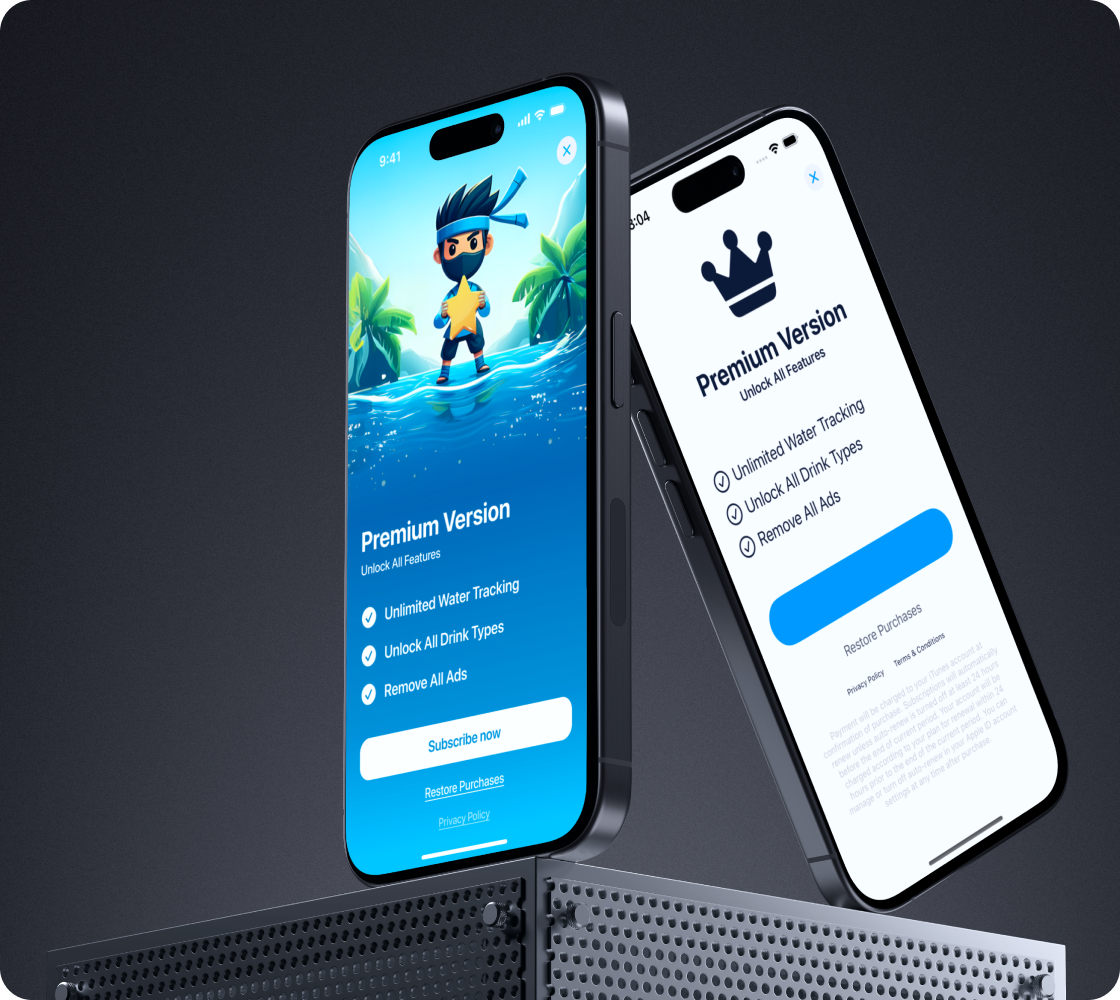 9:41
Premium Version
Unlock All Features
Unlimited Water Tracking
Unlock All Drink Types
Remove All Ads
Subscribe now
Restore Purchases
Privacy Policy
:04
Premium Version
Unlock All Features
Unlimited Water Tracking
Unlock All Drink Types
Remove All Ads
Restore Purchases
Privacy Policy Terms & Conditions
Payment will be charged to your iTunes account at
confirmation of purchase. Subscriptions will automatically
renew unless auto-renew is turned off at least 24 hours
before the end of current period. Your account will be
charged according to your plan for renewal within 24
hours prior to the end of the current period. You can
manage or turn off auto-renew in your Apple ID account
settings at any time after purchase.